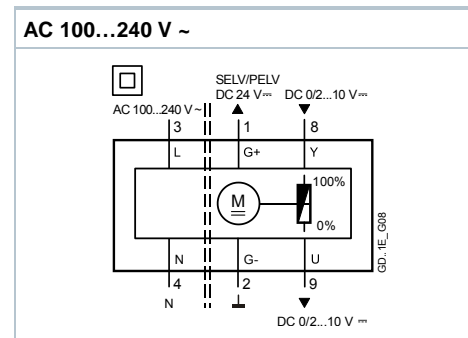 AC 100...240 V ~
SELV/PELV
DC 24 V⎓ DC 0/2...10 V⎓
AC 100...240 V~
3 1 8
L G+ Y
100%
M
0%
N G- U
4 2 9
N
DC 0/2...10 V ⎓
GD..1E_G08